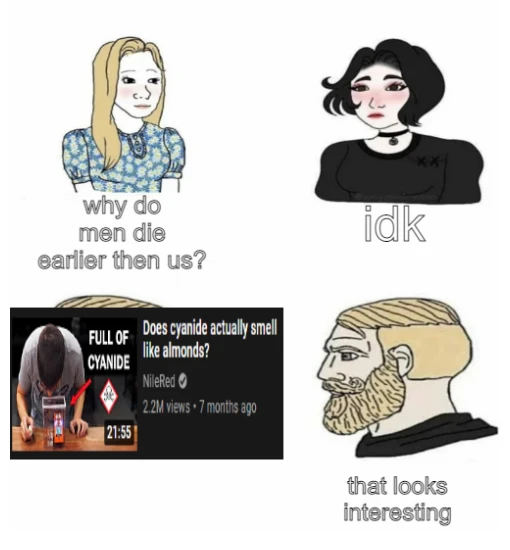 why do
men die
earlier then us?
idk
FULL OF
CYANIDE
21:55
Does cyanide actually smell
like almonds?
NileRed
2.2M views • 7 months ago
that looks
interesting